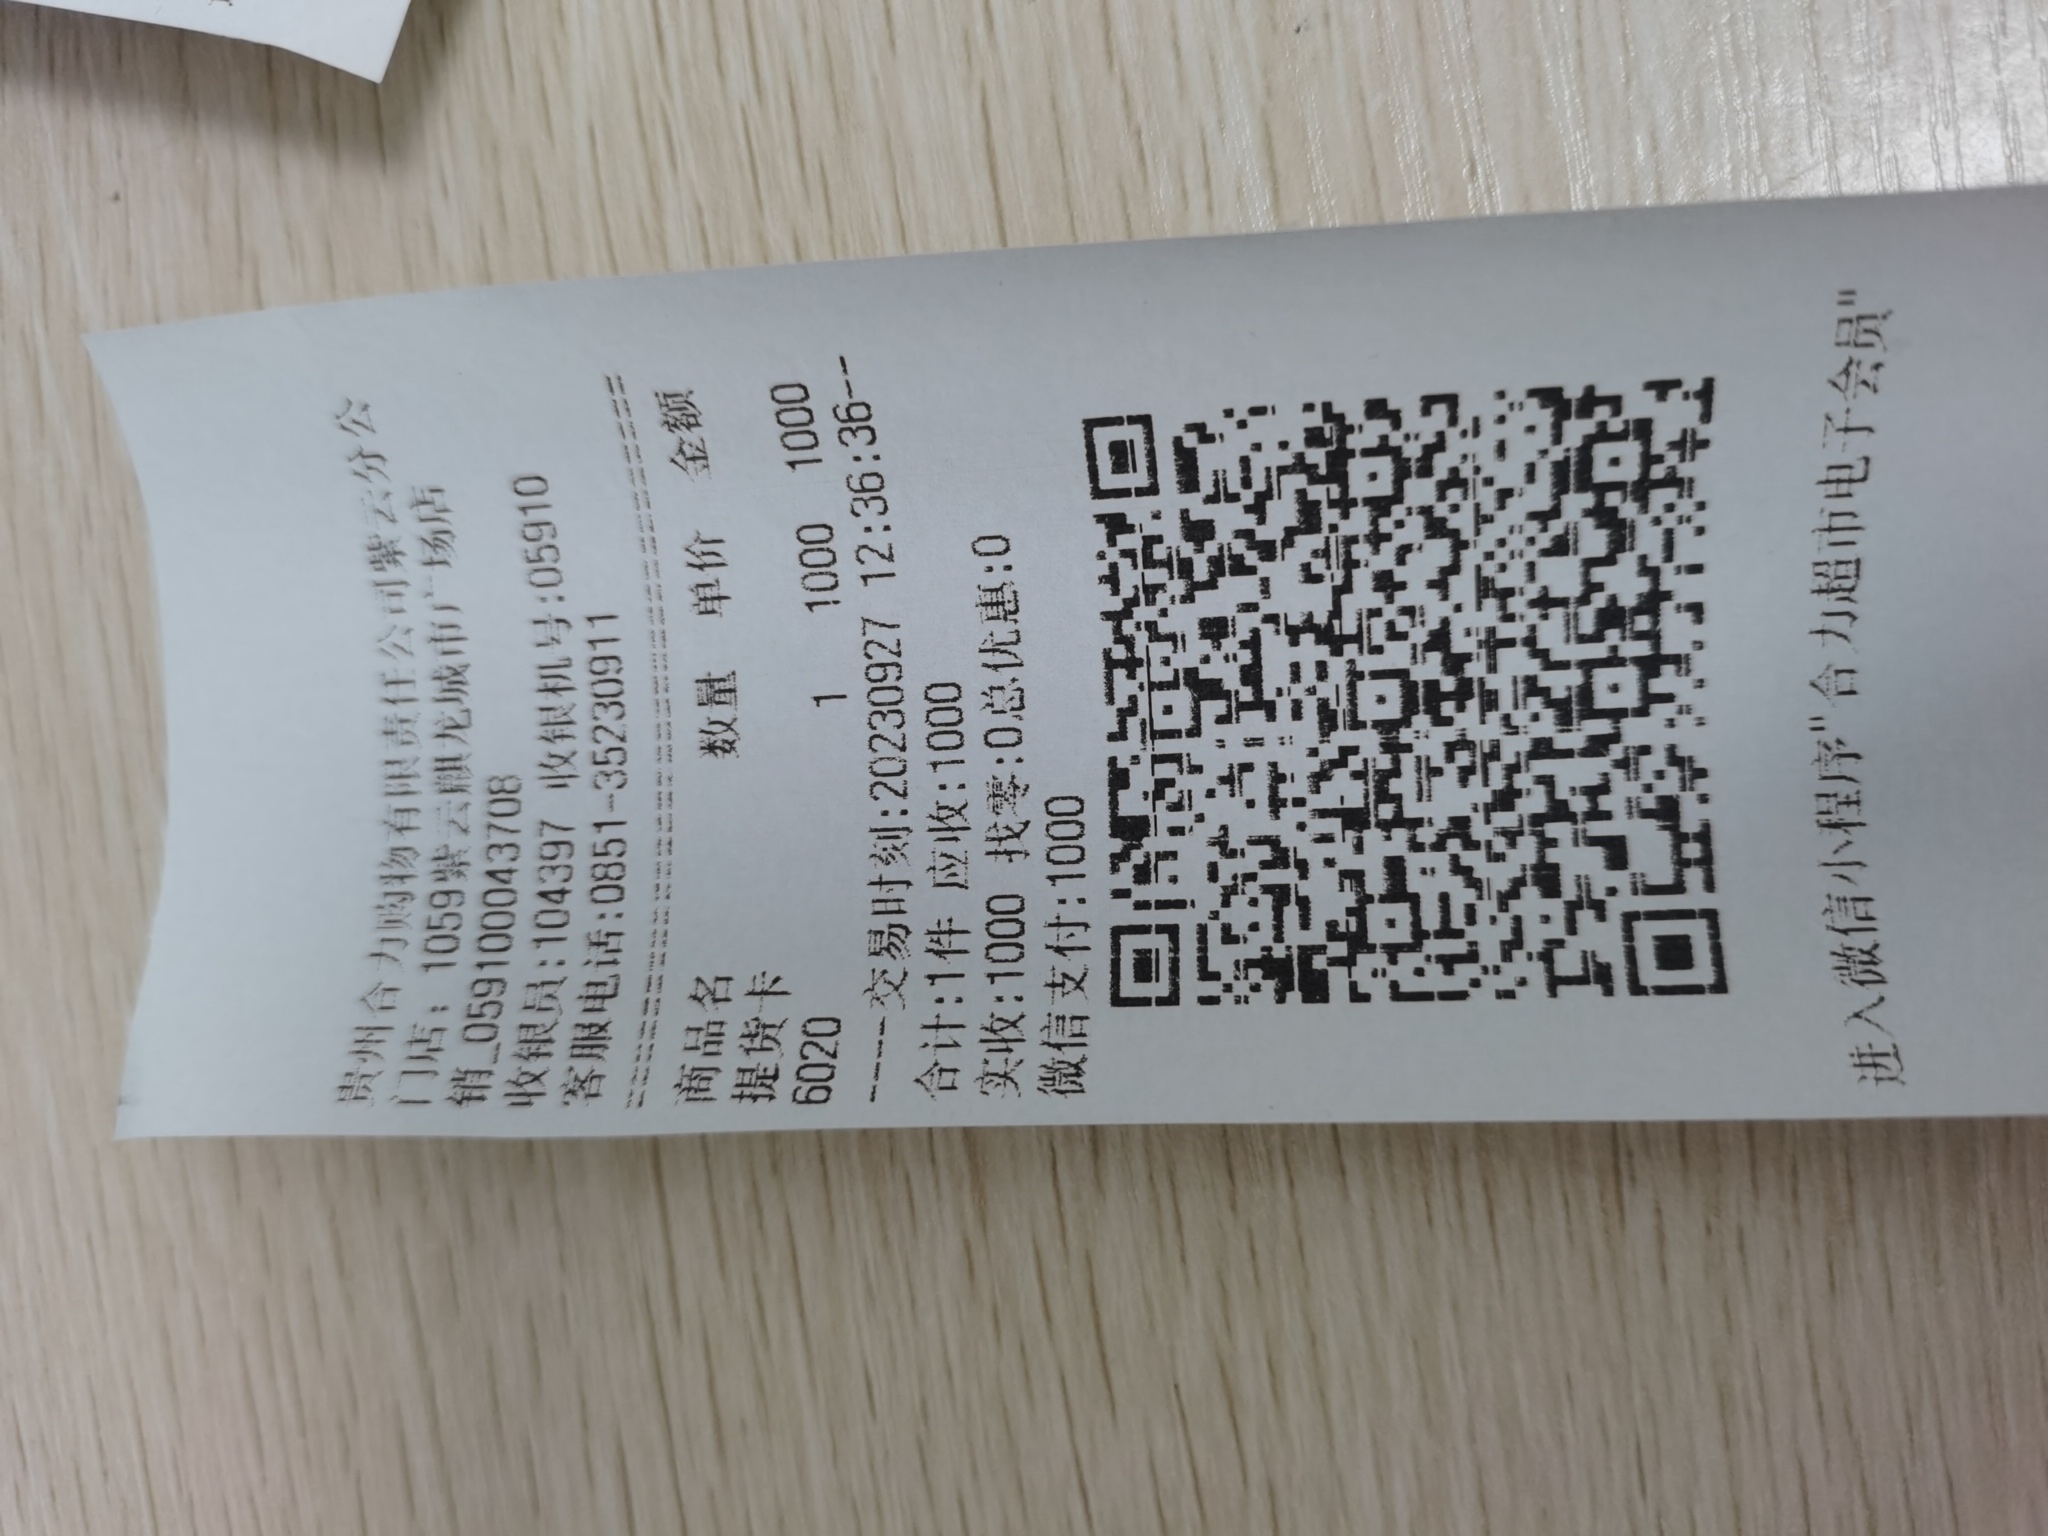 贵州合力购物有限责任公司紫云分公
门店：1059紫云麒龙城市广场店
销_0591000043708
收银员:104397 收银机号:05910
客服电话:0851-35230911
================================
商品名 数量 单价 金额
提货卡
6020 1 1000 1000
----交易时刻:20230927 12:36:36--
合计:1件 应收:1000
实收:1000 找零:0总优惠:0
微信支付:1000
进入微信小程序"合力超市电子会员"